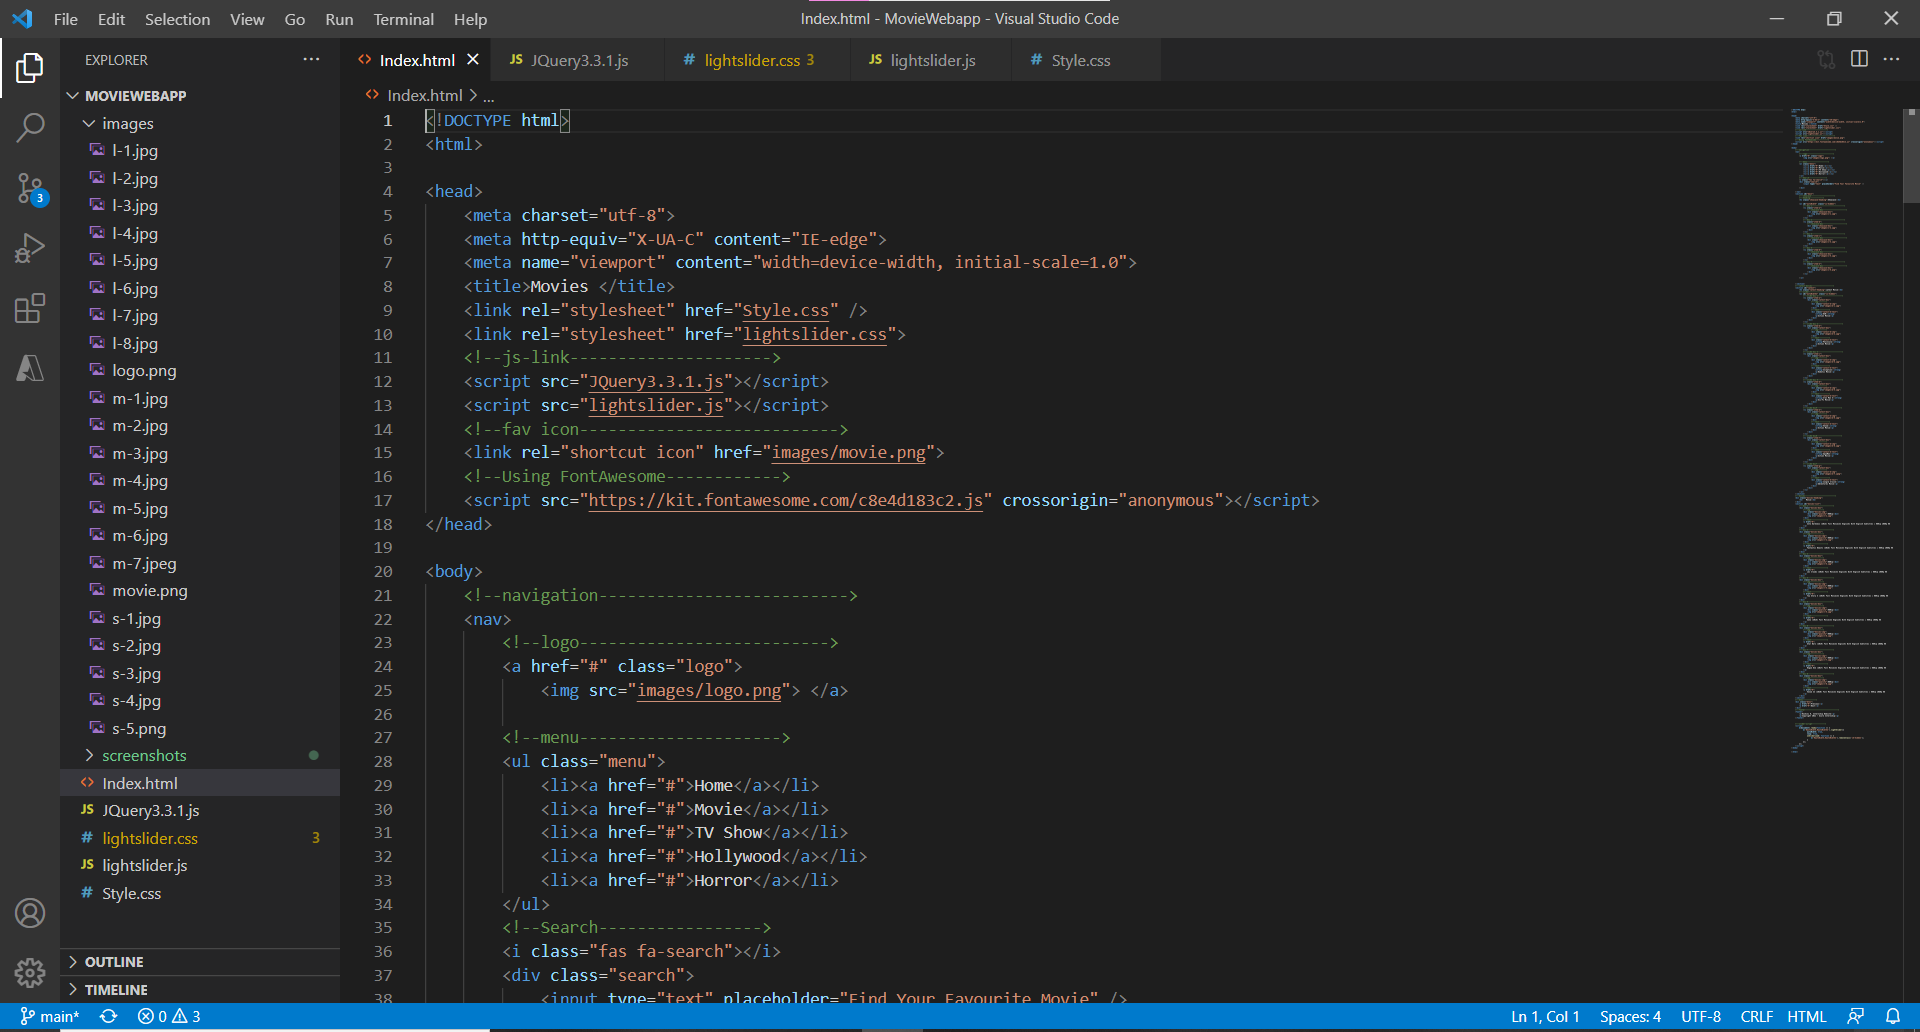 File Edit Selection View Go Run Terminal Help
Index.html - MovieWebapp - Visual Studio Code
EXPLORER
MOVIEWEBAPP
images
l-1.jpg
l-2.jpg
l-3.jpg
l-4.jpg
l-5.jpg
l-6.jpg
l-7.jpg
l-8.jpg
logo.png
m-1.jpg
m-2.jpg
m-3.jpg
m-4.jpg
m-5.jpg
m-6.jpg
m-7.jpeg
movie.png
s-1.jpg
s-2.jpg
s-3.jpg
s-4.jpg
s-5.png
screenshots
<> Index.html
JS JQuery3.3.1.js
# lightslider.css 3
JS lightslider.js
# Style.css
OUTLINE
TIMELINE
3
<> Index.html
JS JQuery3.3.1.js
# lightslider.css 3
JS lightslider.js
# Style.css
<> Index.html > ...
1 <!DOCTYPE html>
2 <html>
3
4 <head>
5 <meta charset="utf-8">
6 <meta http-equiv="X-UA-C" content="IE-edge">
7 <meta name="viewport" content="width=device-width, initial-scale=1.0">
8 <title>Movies </title>
9 <link rel="stylesheet" href="Style.css" />
10 <link rel="stylesheet" href="lightslider.css">
11 <!--js-link--------------------->
12 <script src="JQuery3.3.1.js"></script>
13 <script src="lightslider.js"></script>
14 <!--fav icon--------------------------->
15 <link rel="shortcut icon" href="images/movie.png">
16 <!--Using FontAwesome------------>
17 <script src="https://kit.fontawesome.com/c8e4d183c2.js" crossorigin="anonymous"></script>
18 </head>
19
20 <body>
21 <!--navigation-------------------------->
22 <nav>
23 <!--logo-------------------------->
24 <a href="#" class="logo">
25 <img src="images/logo.png"> </a>
26
27 <!--menu--------------------->
28 <ul class="menu">
29 <li><a href="#">Home</a></li>
30 <li><a href="#">Movie</a></li>
31 <li><a href="#">TV Show</a></li>
32 <li><a href="#">Hollywood</a></li>
33 <li><a href="#">Horror</a></li>
34 </ul>
35 <!--Search----------------->
36 <i class="fas fa-search"></i>
37 <div class="search">
38 <input type="text" placeholder="Find Your Favourite Movie" />
main* 0 3
Ln 1, Col 1 Spaces: 4 UTF-8 CRLF HTML